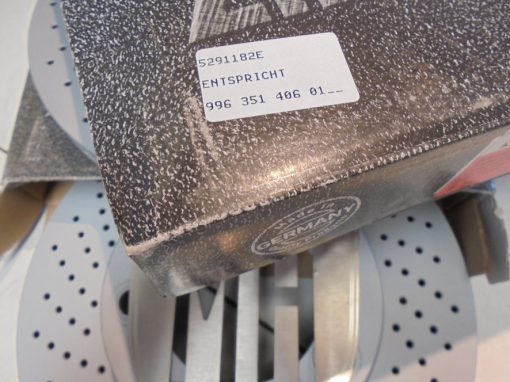 5291182E
ENTSPRICHT
996 351 406 01__
made in
GERMANY